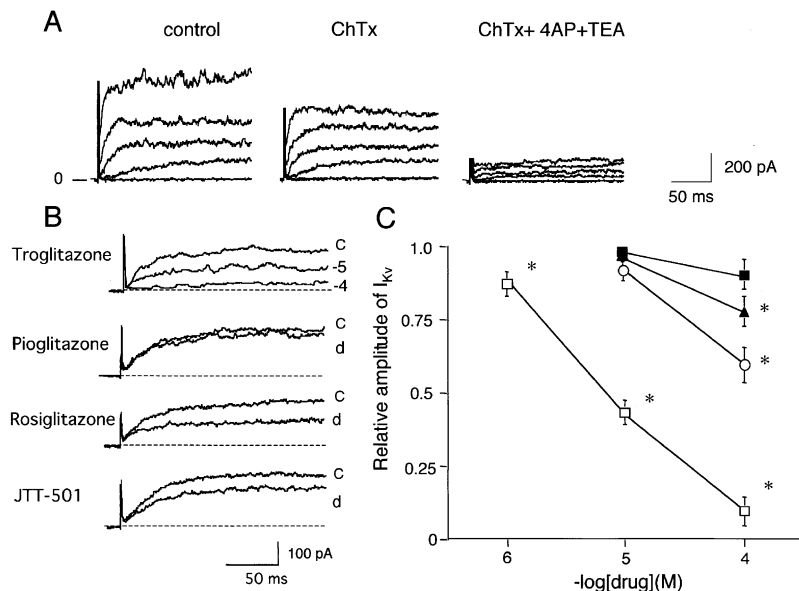 A
control
ChTx
ChTx+ 4AP+TEA
0
200 pA
50 ms
B
Troglitazone
C
-5
-4
Pioglitazone
C
d
Rosiglitazone
C
d
JTT-501
C
d
100 pA
50 ms
C
Relative amplitude of IKv
1.0
0.75
0.5
0.25
0
*
*
*
*
*
6
5
4
-log[drug](M)